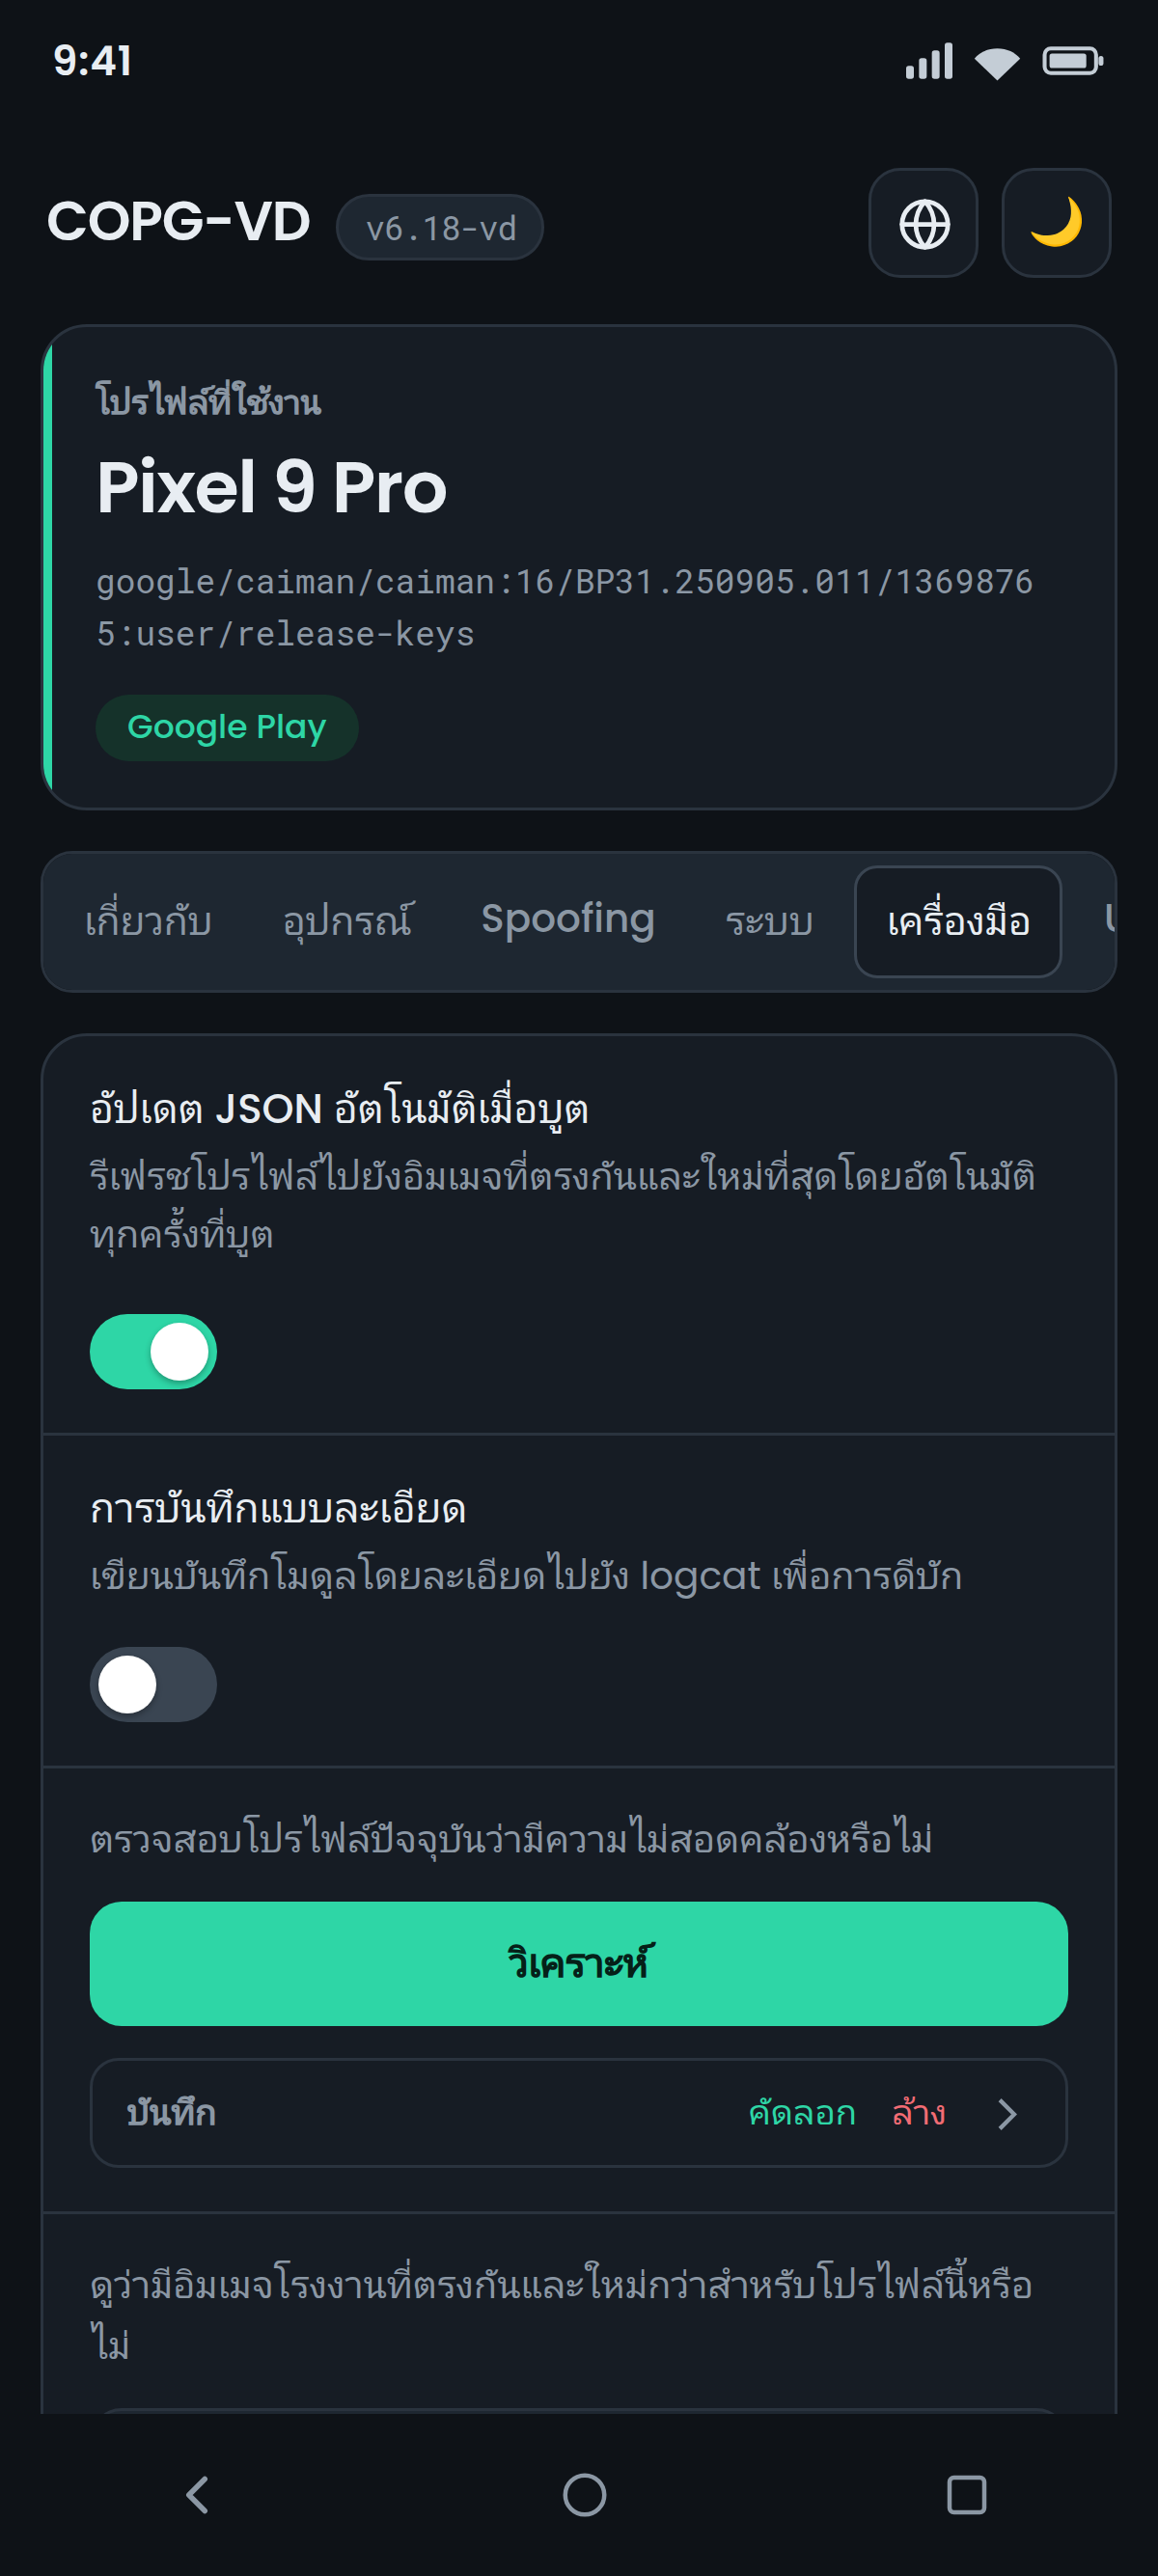 9:41
COPG-VD v6.18-vd
โปรไฟล์ที่ใช้งาน
Pixel 9 Pro
google/caiman/caiman:16/BP31.250905.011/1369876
5:user/release-keys
Google Play
เกี่ยวกับ อุปกรณ์ Spoofing ระบบ เครื่องมือ
อัปเดต JSON อัตโนมัติเมื่อบูต
รีเฟรชโปรไฟล์ไปยังอิมเมจที่ตรงกันและใหม่ที่สุดโดยอัตโนมัติ
ทุกครั้งที่บูต
การบันทึกแบบละเอียด
เขียนบันทึกโมดูลโดยละเอียดไปยัง logcat เพื่อการดีบัก
ตรวจสอบโปรไฟล์ปัจจุบันว่ามีความไม่สอดคล้องหรือไม่
วิเคราะห์
บันทึก คัดลอก ล้าง
ดูว่ามีอิมเมจโรงงานที่ตรงกันและใหม่กว่าสำหรับโปรไฟล์นี้หรือ
ไม่